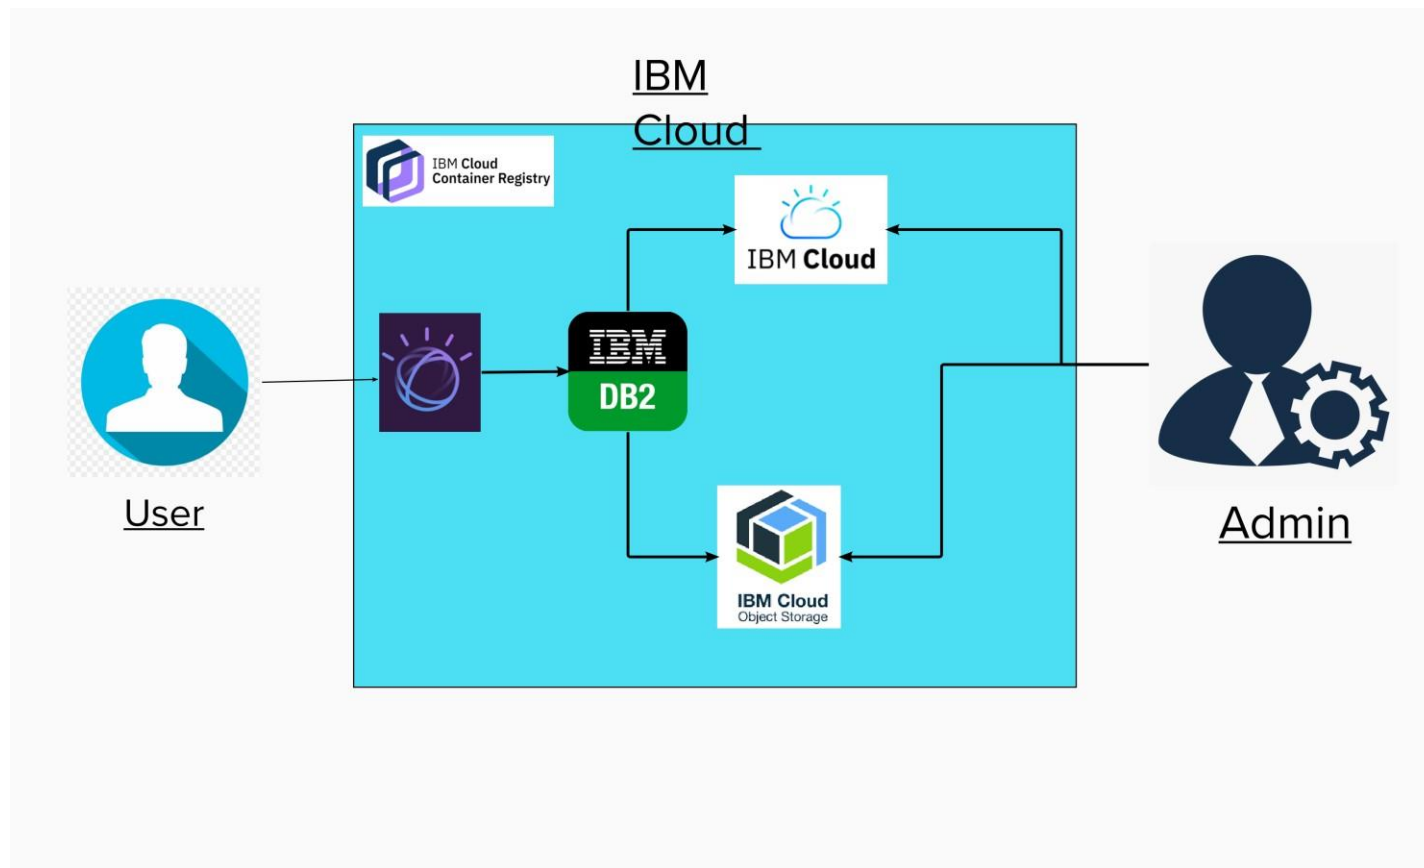 IBM
Cloud
IBM Cloud
Container Registry
IBM Cloud
IBM
DB2
User
IBM Cloud
Object Storage
Admin